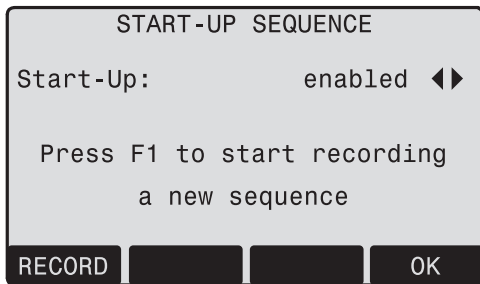 START-UP SEQUENCE
Start-Up: enabled
Press F1 to start recording
a new sequence
RECORD OK